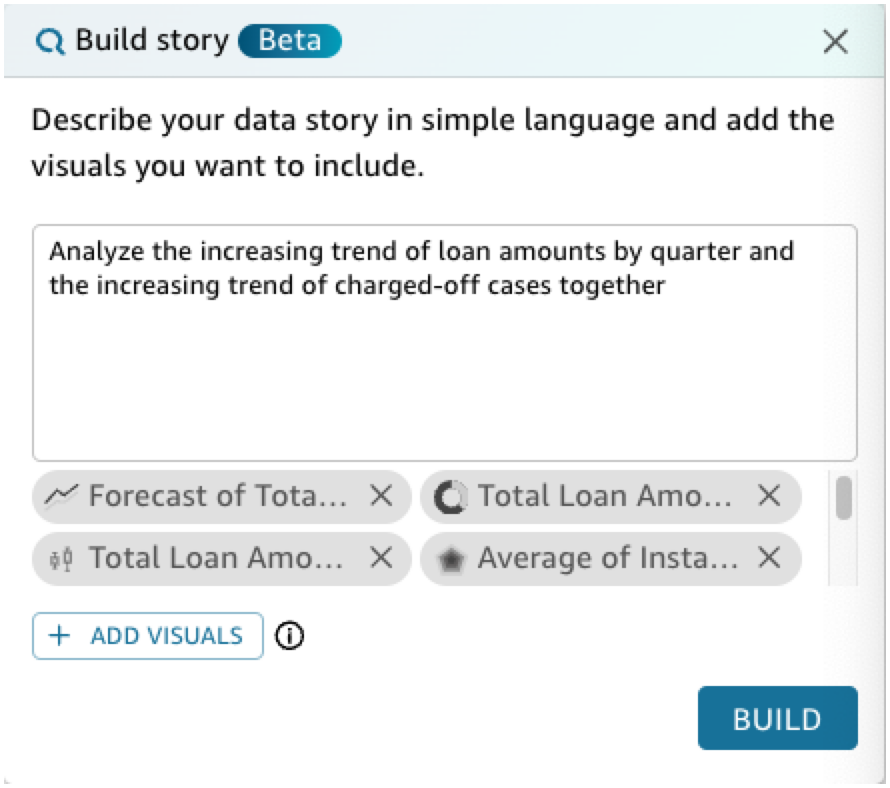 Build story Beta
Describe your data story in simple language and add the
visuals you want to include.
Analyze the increasing trend of loan amounts by quarter and
the increasing trend of charged-off cases together
Forecast of Tota... Total Loan Amo...
Total Loan Amo... Average of Insta...
+ ADD VISUALS
BUILD